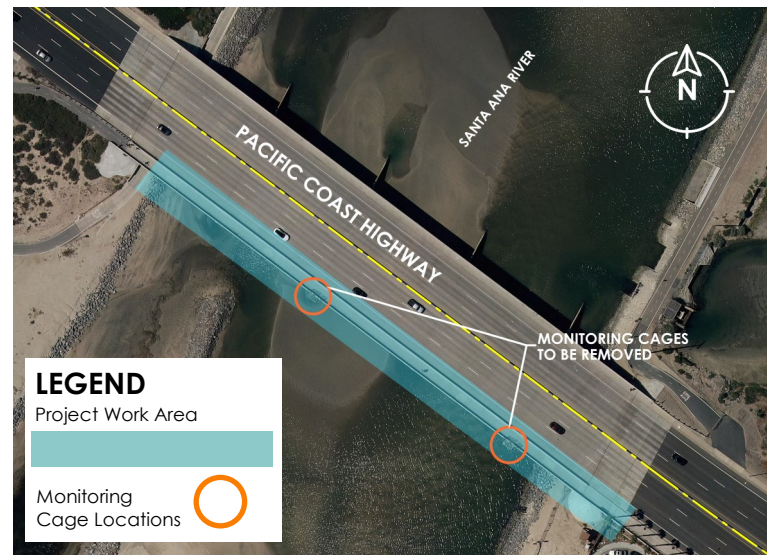 SANTA ANA RIVER
N
PACIFIC COAST HIGHWAY
MONITORING CAGES
TO BE REMOVED
LEGEND
Project Work Area
Monitoring
Cage Locations